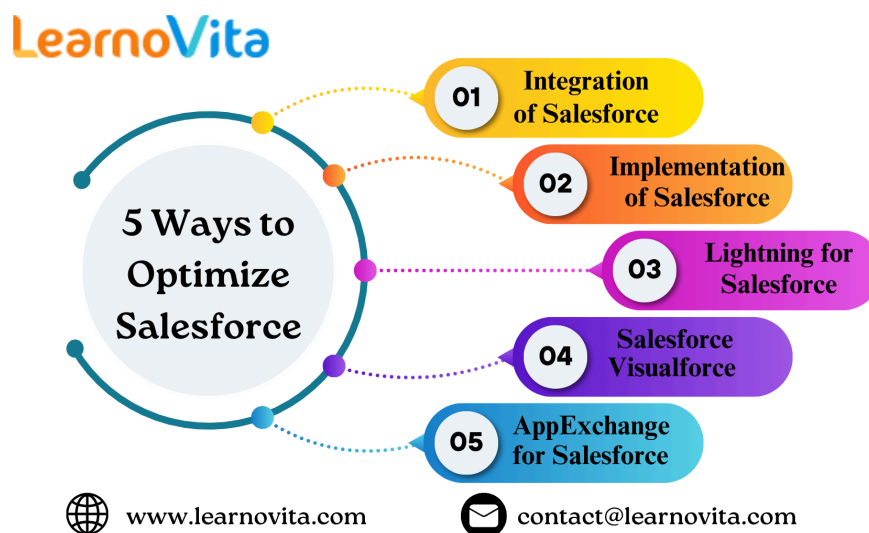 LearnoVita
5 Ways to
Optimize
Salesforce
01
Integration
of Salesforce
02
Implementation
of Salesforce
03
Lightning for
Salesforce
04
Salesforce
Visualforce
05
AppExchange
for Salesforce
www.learnovita.com
contact@learnovita.com